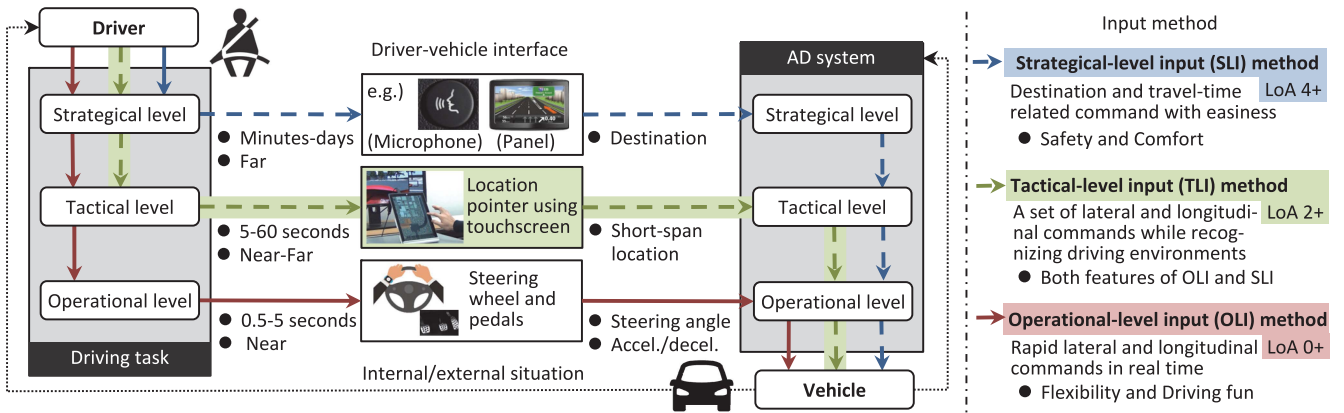 Driver
Driving task
Strategical level
Tactical level
Operational level
Minutes-days
Far
5-60 seconds
Near-Far
0.5-5 seconds
Near
Driver-vehicle interface
e.g.)
(Microphone)
(Panel)
Location
pointer using
touchscreen
Steering
wheel and
pedals
Internal/external situation
Destination
Short-span
location
Steering angle
Accel./decel.
AD system
Strategical level
Tactical level
Operational level
Vehicle
Input method
Strategical-level input (SLI) method
LoA 4+
Destination and travel-time
related command with easiness
Safety and Comfort
Tactical-level input (TLI) method
LoA 2+
A set of lateral and longitudi-
nal commands while recog-
nizing driving environments
Both features of OLI and SLI
Operational-level input (OLI) method
LoA 0+
Rapid lateral and longitudinal
commands in real time
Flexibility and Driving fun